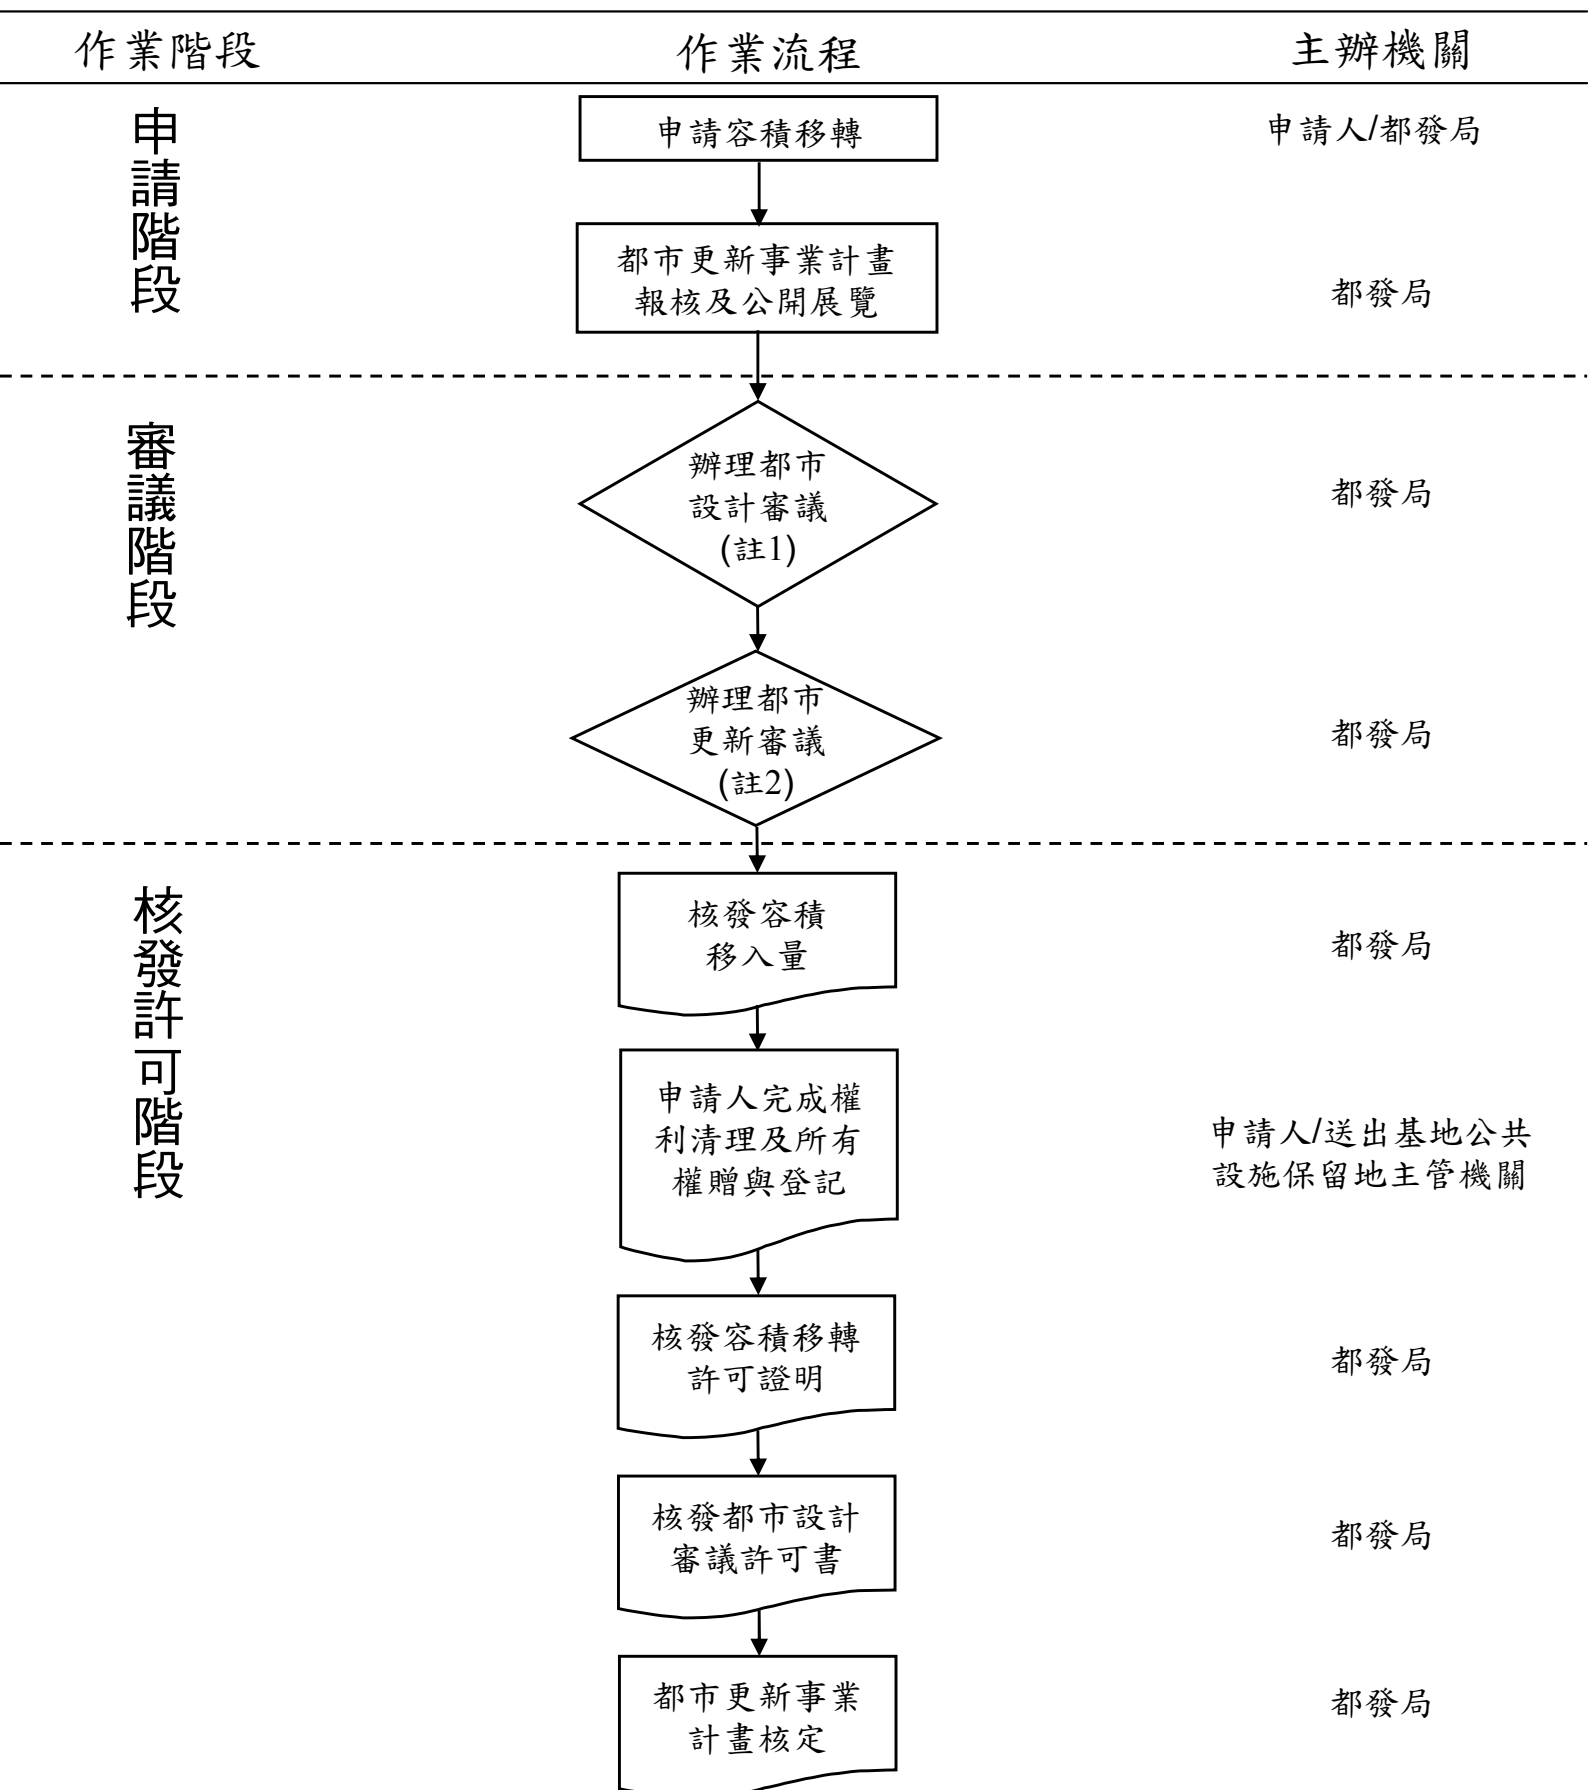 作業階段
作業流程
主辦機關
申請階段
申請容積移轉
申請人/都發局
都市更新事業計畫
報核及公開展覽
都發局
審議階段
辦理都市
設計審議
(註1)
都發局
辦理都市
更新審議
(註2)
都發局
核發許可階段
核發容積
移入量
都發局
申請人完成權
利清理及所有
權贈與登記
申請人/送出基地公共
設施保留地主管機關
核發容積移轉
許可證明
都發局
核發都市設計
審議許可書
都發局
都市更新事業
計畫核定
都發局